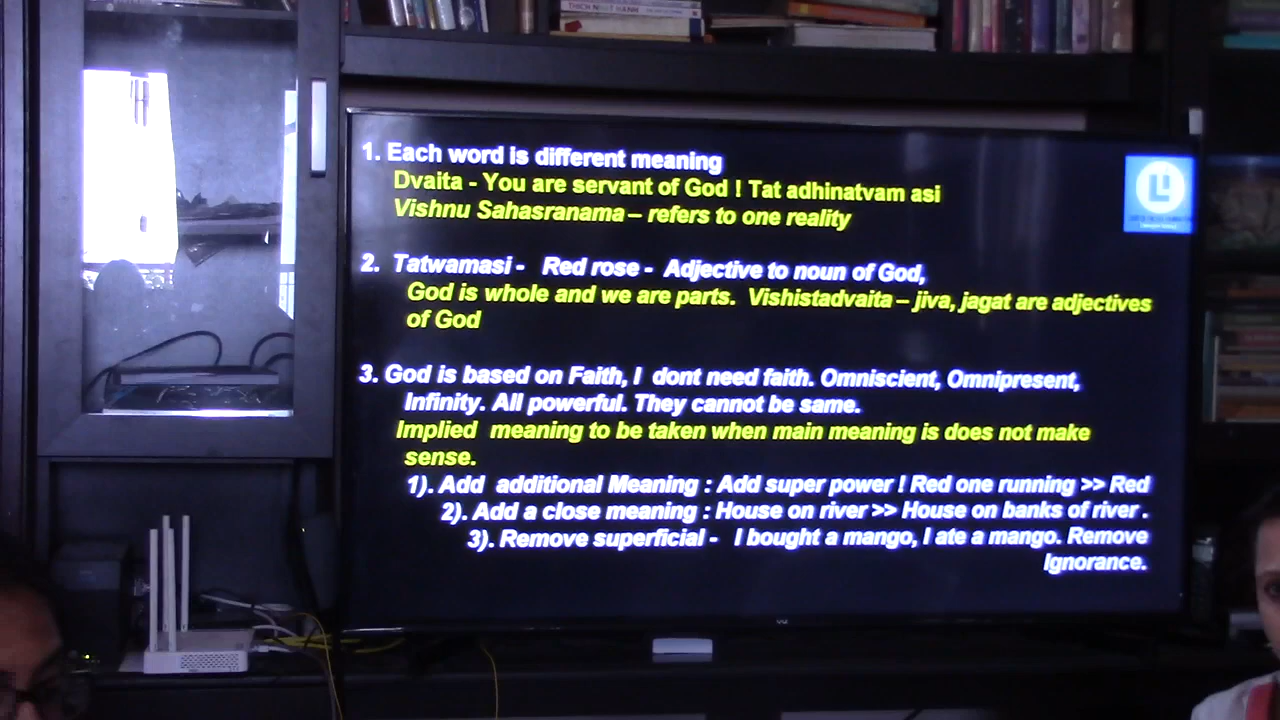 THICH NHAT HANH
1. Each word is different meaning
Dvaita - You are servant of God ! Tat adhinatvam asi
Vishnu Sahasranama – refers to one reality
2. Tatwamasi - Red rose - Adjective to noun of God,
God is whole and we are parts. Vishistadvaita – jiva, jagat are adjectives
of God
3. God is based on Faith, I dont need faith. Omniscient, Omnipresent,
Infinity. All powerful. They cannot be same.
Implied meaning to be taken when main meaning is does not make
sense.
1). Add additional Meaning : Add super power ! Red one running >> Red
2). Add a close meaning : House on river >> House on banks of river .
3). Remove superficial - I bought a mango, I ate a mango. Remove
Ignorance.